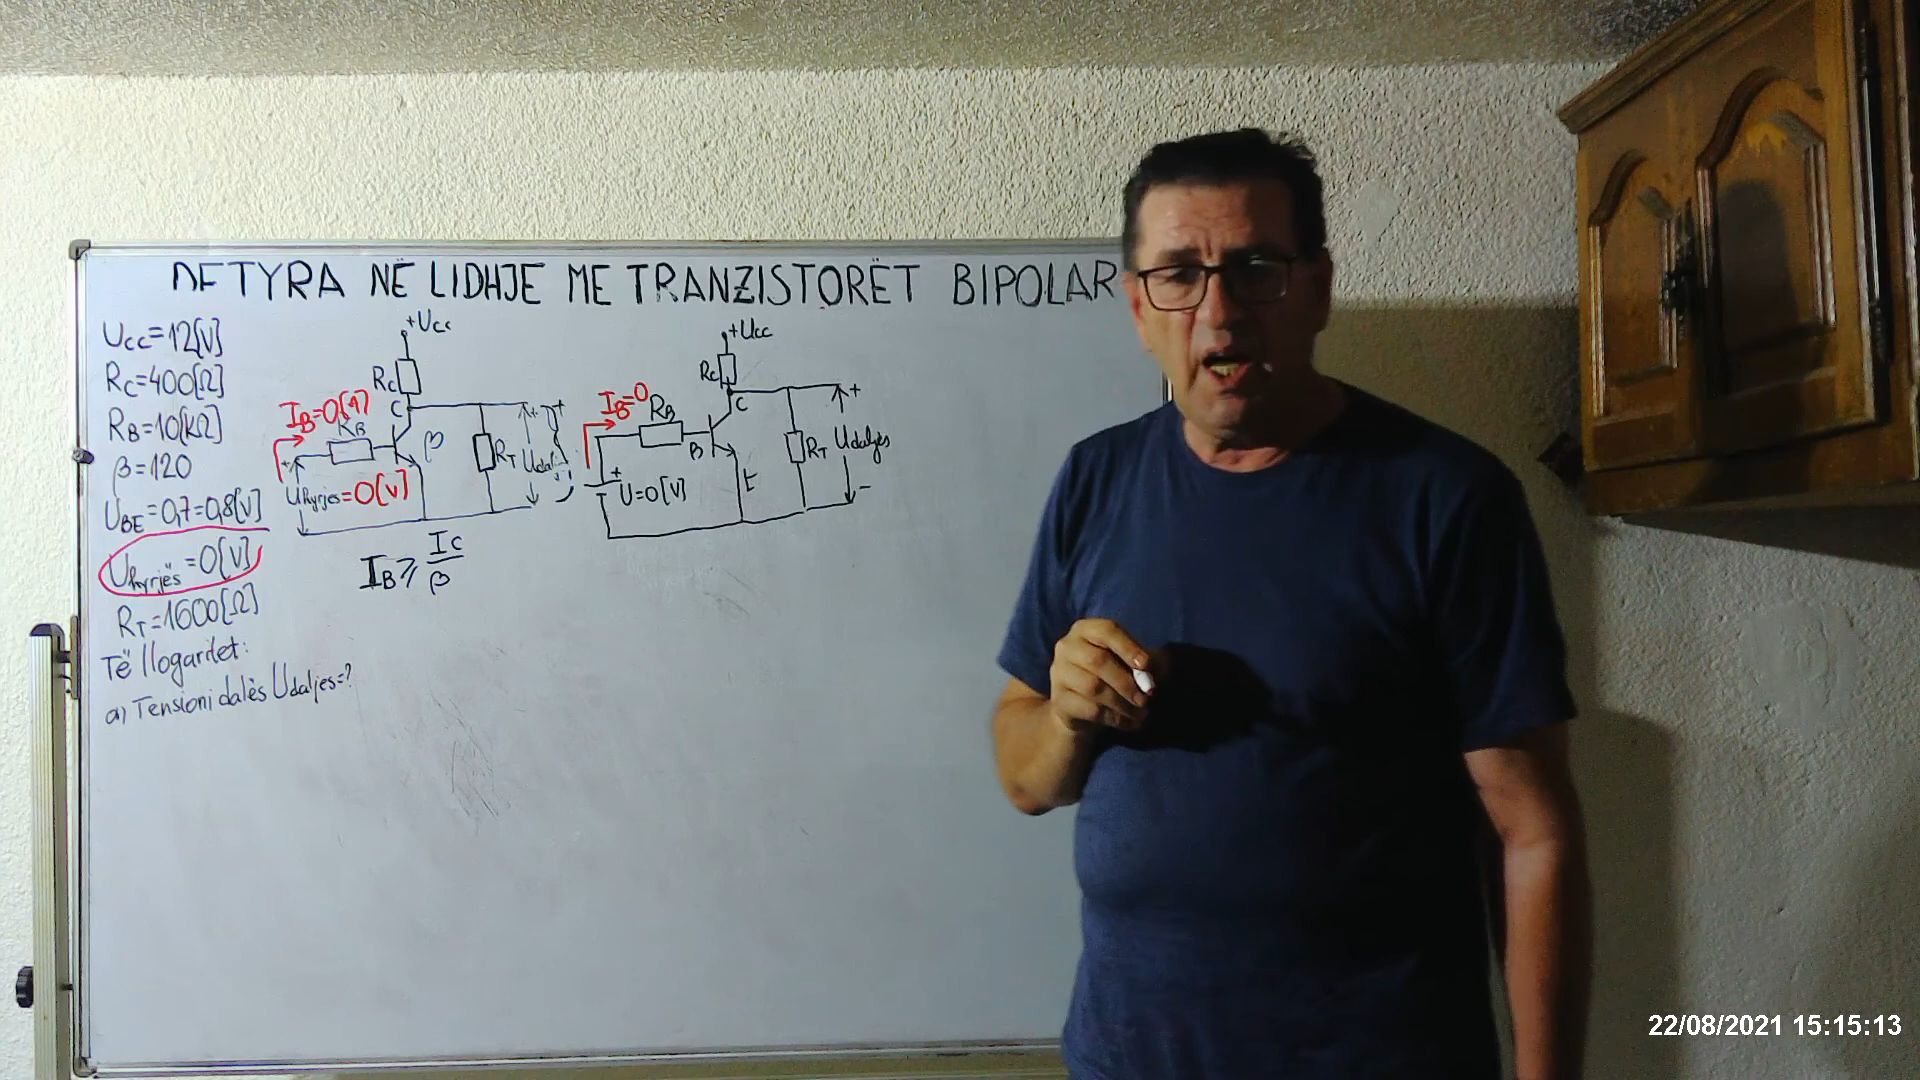 DETYRA NË LIDHJE ME TRANZISTORËT BIPOLAR
Ucc=12[V]
Rc=400[Ω]
RB=10[kΩ]
β=120
UBE=0,7÷0,8[V]
Uhyrjës=0[V]
RT=1600[Ω]
Të llogaritet:
a) Tensioni dalës Udaljes=?
+Ucc
Rc
C
IB=0[A]
RB
β
+
Uhyrjes=0[V]
RT
+
IB⩾Ic/β
+Ucc
Rc
C
IB=0
RB
B
E
+
U=0[V]
RT
Udaljes
+
-
22/08/2021 15:15:13